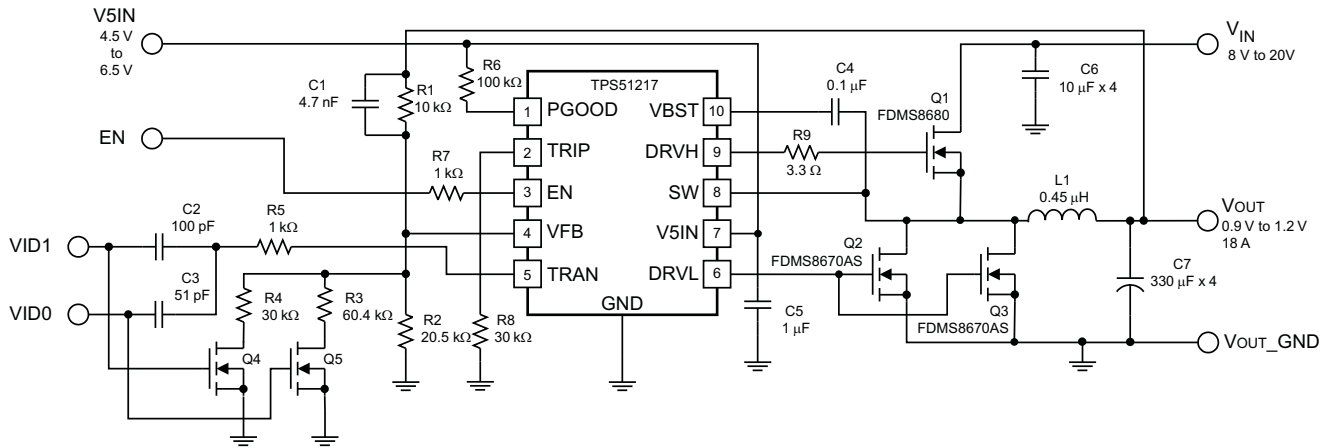 V5IN
4.5 V
to
6.5 V
EN
VID1
VID0
C1
4.7 nF
R1
10 kΩ
R6
100 kΩ
R7
1 kΩ
C2
100 pF
R5
1 kΩ
C3
51 pF
R4
30 kΩ
R3
60.4 kΩ
R2
20.5 kΩ
R8
30 kΩ
Q4
Q5
TPS51217
1 PGOOD
2 TRIP
3 EN
4 VFB
5 TRAN
VBST 10
DRVH 9
SW 8
V5IN 7
DRVL 6
GND
C4
0.1 µF
R9
3.3 Ω
C5
1 µF
Q1
FDMS8680
Q2
FDMS8670AS
Q3
FDMS8670AS
C6
10 µF x 4
L1
0.45 µH
C7
330 µF x 4
VIN
8 V to 20V
VOUT
0.9 V to 1.2 V
18 A
VOUT_GND